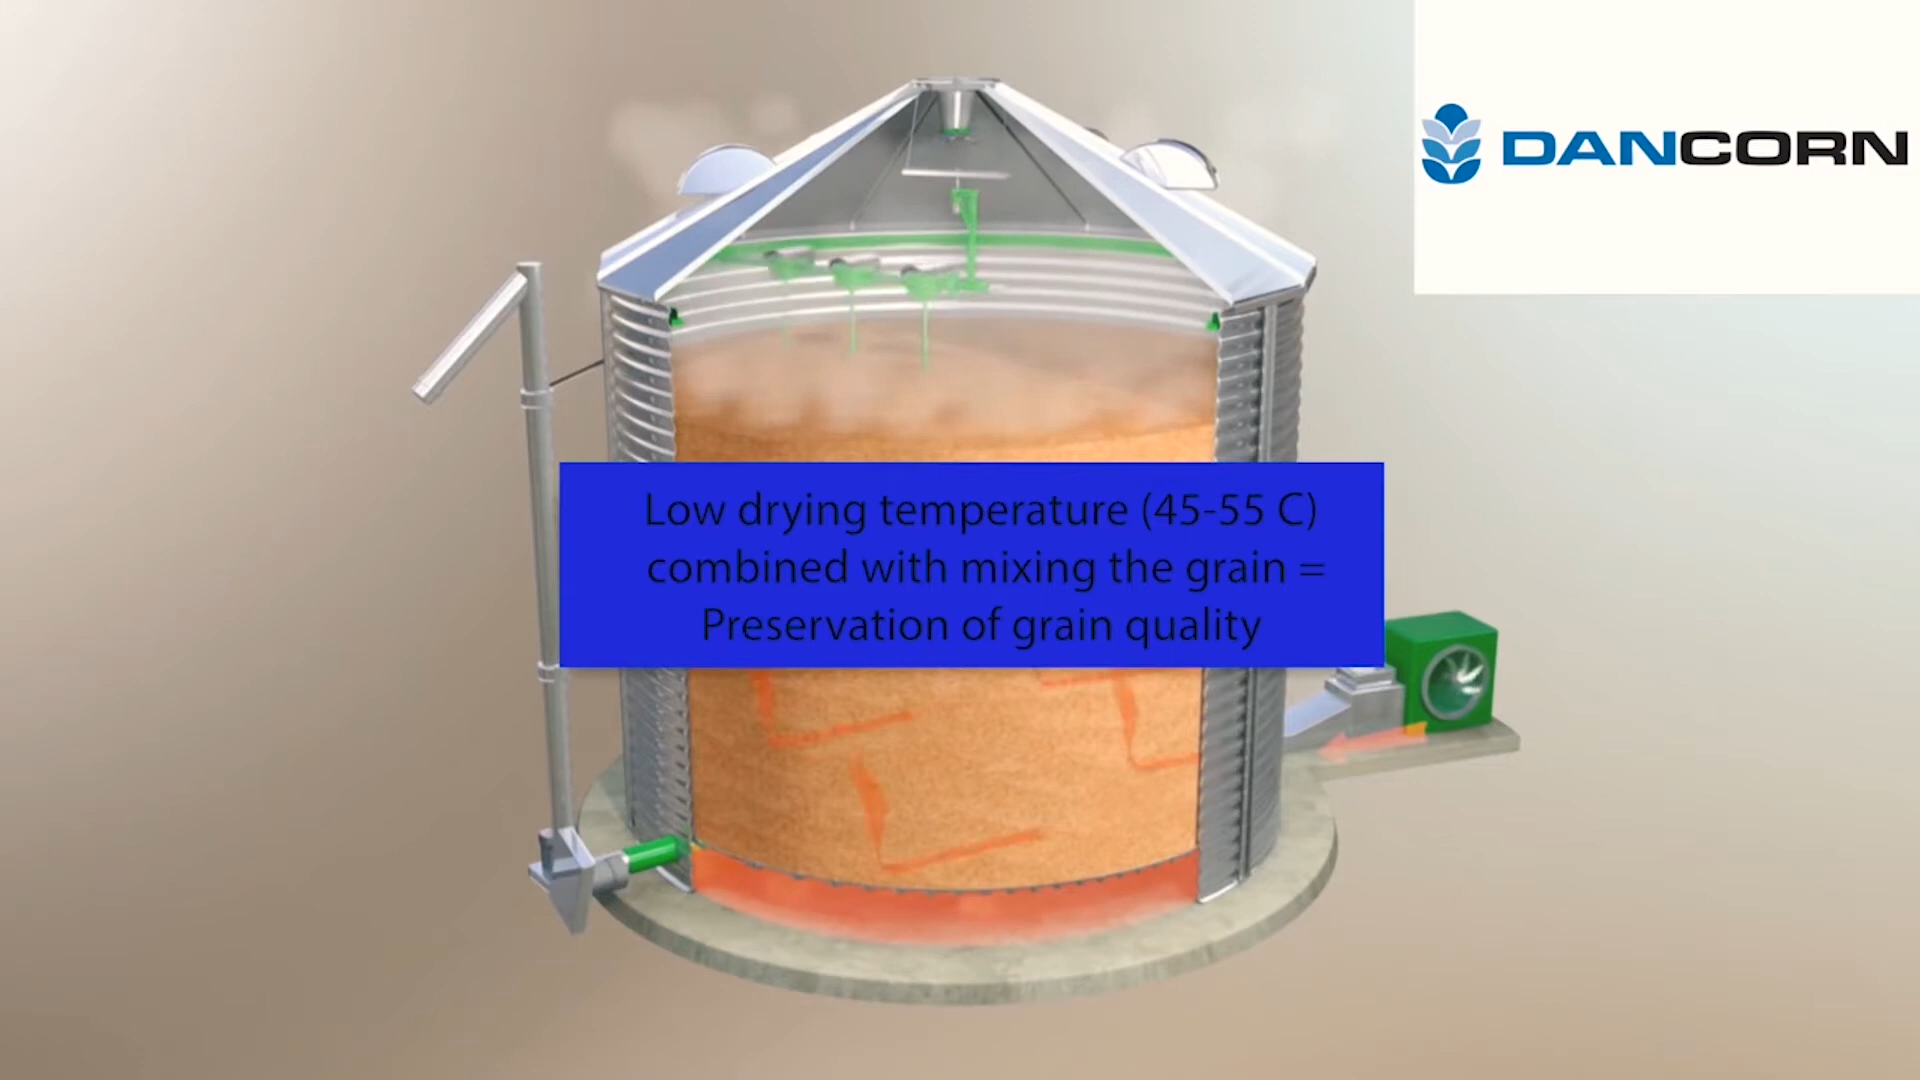 DANCORN
Low drying temperature (45-55 C)
combined with mixing the grain =
Preservation of grain quality